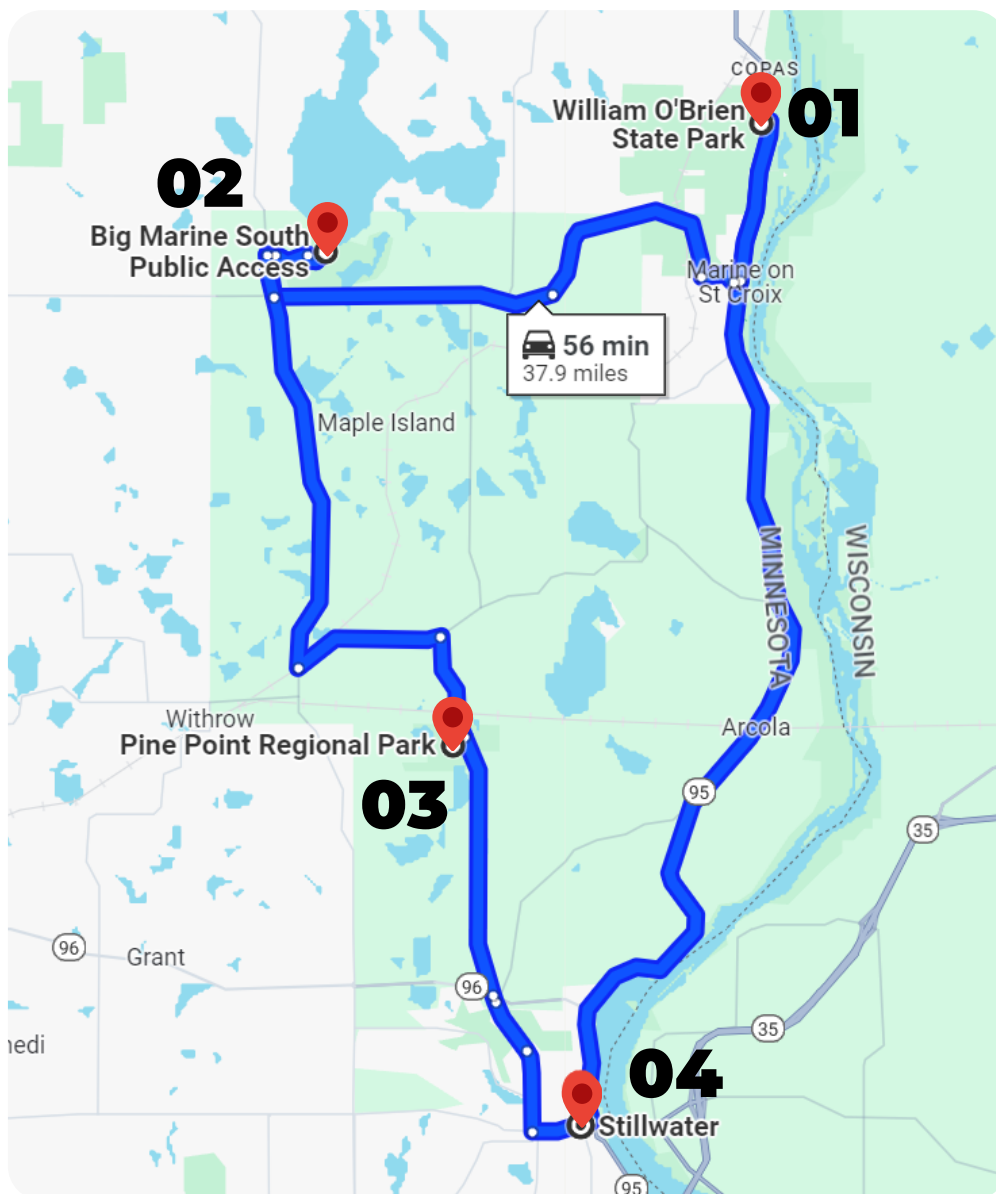 COPAS
William O'Brien
State Park
01
02
Big Marine South
Public Access
Marine on
St Croix
56 min
37.9 miles
Maple Island
MINNESOTA
WISCONSIN
Withrow
Pine Point Regional Park
Arcola
03
95
35
96
Grant
96
35
nedi
04
Stillwater
95